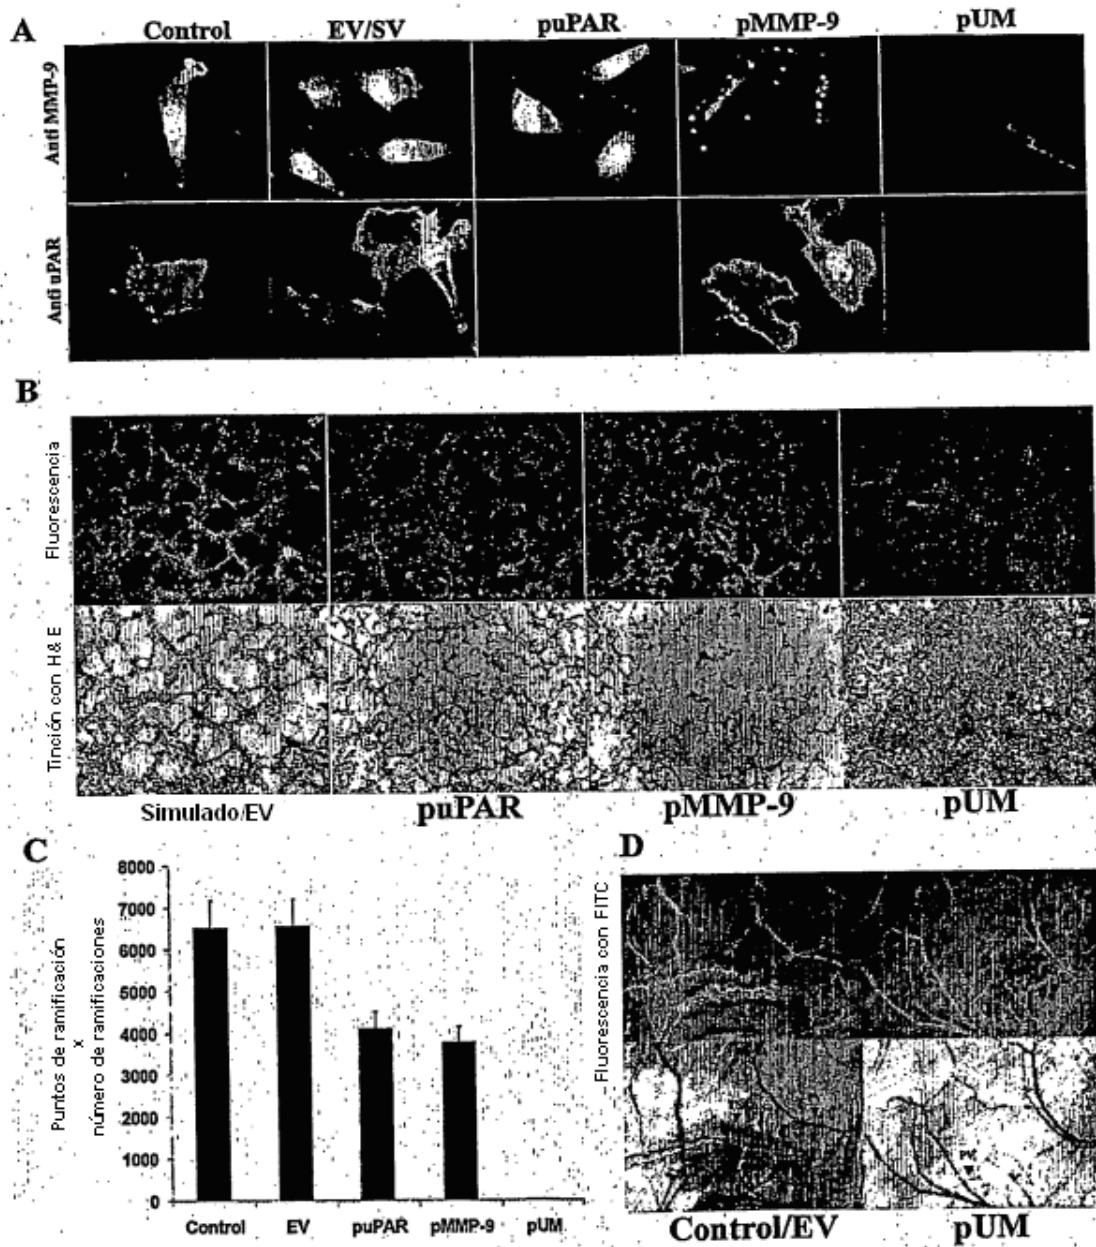 A
Control EV/SV puPAR pMMP-9 pUM
Anti MMP-9
Anti uPAR
B
Fluorescencia
Tinción con H& E
Simulado/EV puPAR pMMP-9 pUM
C
Puntos de ramificación
x
número de ramificaciones
8000
7000
6000
5000
4000
3000
2000
1000
0
Control EV puPAR pMMP-9 pUM
D
Fluorescencia con FITC
PV
Control/EV pUM